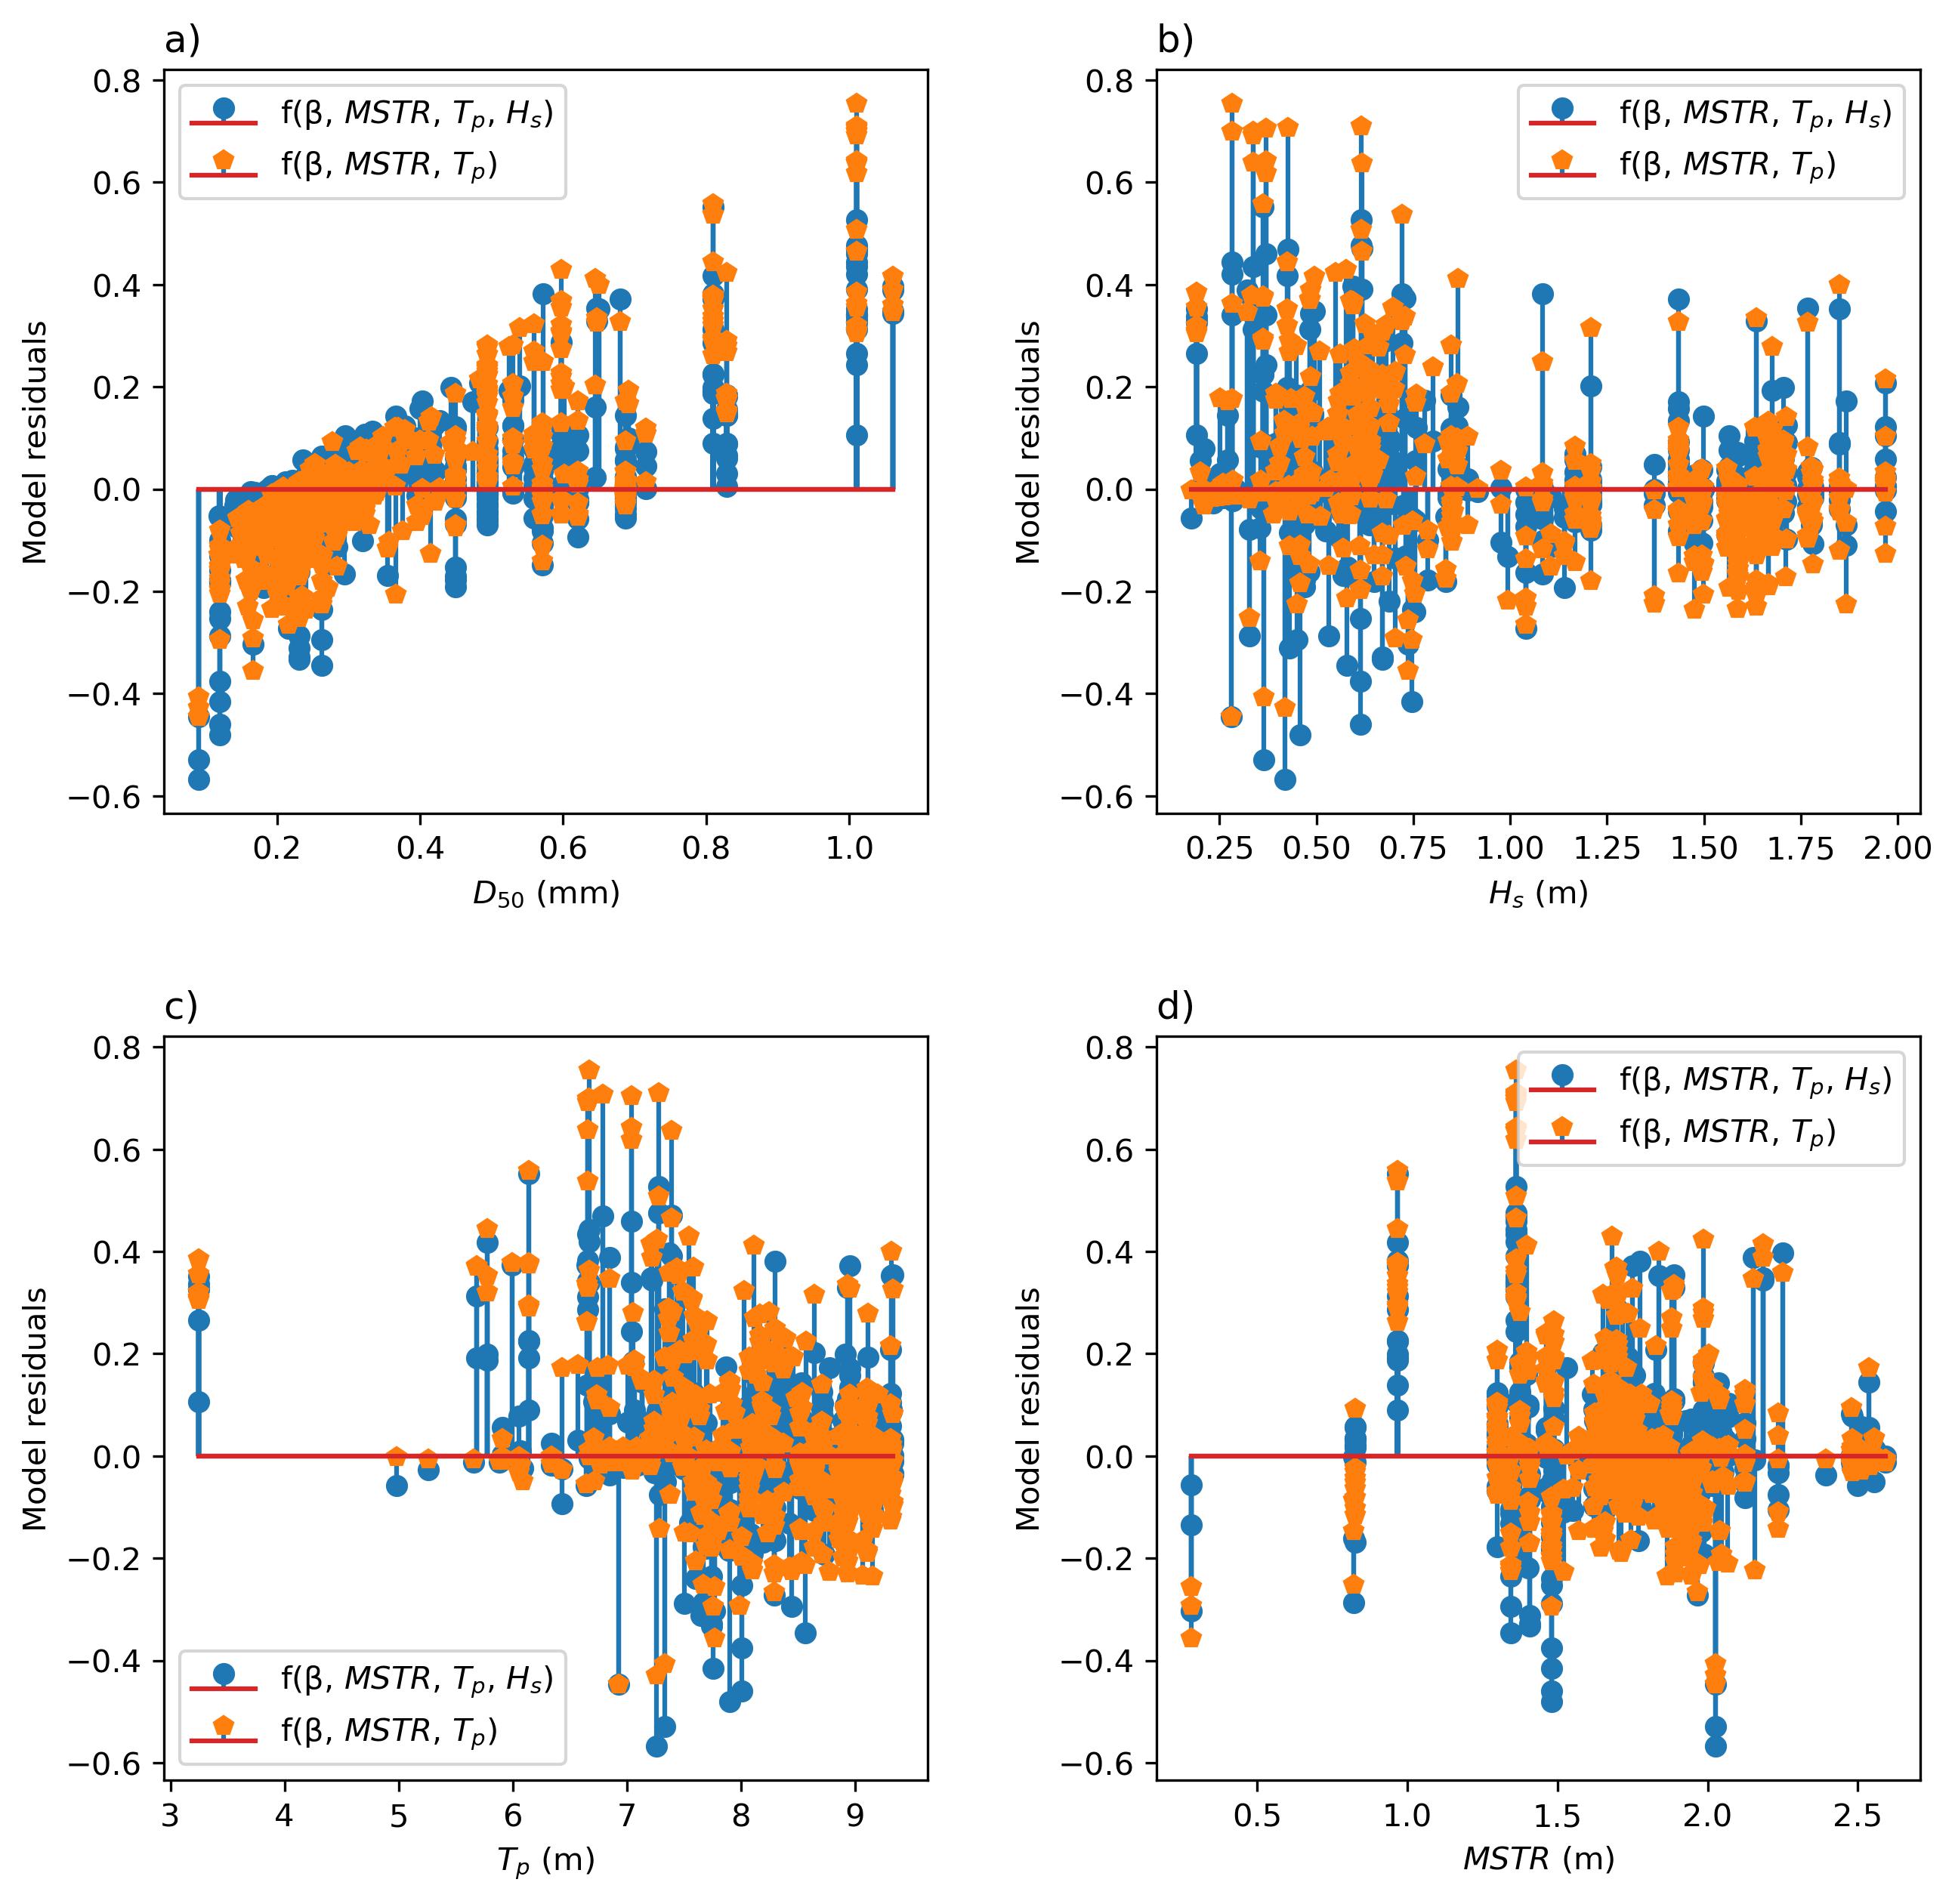 a)
0.8
0.6
0.4
0.2
0.0
−0.2
−0.4
−0.6
Model residuals
f(β, MSTR, Tp, Hs)
f(β, MSTR, Tp)
0.2 0.4 0.6 0.8 1.0
D50 (mm)
b)
0.8
0.6
0.4
0.2
0.0
−0.2
−0.4
−0.6
Model residuals
f(β, MSTR, Tp, Hs)
f(β, MSTR, Tp)
0.25 0.50 0.75 1.00 1.25 1.50 1.75 2.00
Hs (m)
c)
0.8
0.6
0.4
0.2
0.0
−0.2
−0.4
−0.6
Model residuals
f(β, MSTR, Tp, Hs)
f(β, MSTR, Tp)
3 4 5 6 7 8 9
Tp (m)
d)
0.8
0.6
0.4
0.2
0.0
−0.2
−0.4
−0.6
Model residuals
f(β, MSTR, Tp, Hs)
f(β, MSTR, Tp)
0.5 1.0 1.5 2.0 2.5
MSTR (m)